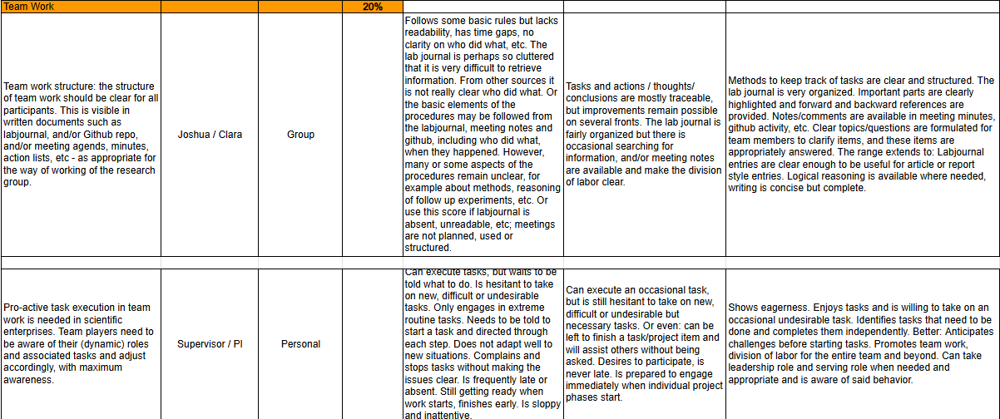 Team Work
20%
Team work structure: the structure
of team work should be clear for all
participants. This is visible in
written documents such as
labjournal, and/or Github repo,
and/or meeting agendas, minutes,
action lists, etc - as appropriate for
the way of working of the research
group.
Joshua / Clara
Group
Follows some basic rules but lacks
readability, has time gaps, no
clarity on who did what, etc. The
lab journal is perhaps so cluttered
that it is very difficult to retrieve
information. From other sources it
is not really clear who did what. Or
the basic elements of the
procedures may be followed from
the labjournal, meeting notes and
github, including who did what,
when they happened. However,
many or some aspects of the
procedures remain unclear, for
example about methods, reasoning
of follow up experiments, etc. Or
use this score if labjournal is
absent, unreadable, etc; meetings
are not planned, used or
structured.
Tasks and actions / thoughts/
conclusions are mostly traceable,
but improvements remain possible
on several fronts. The lab journal is
fairly organized but there is
occasional searching for
information, and/or meeting notes
are available and make the division
of labor clear.
Methods to keep track of tasks are clear and structured. The
lab journal is very organized. Important parts are clearly
highlighted and forward and backward references are
provided. Notes/comments are available in meeting minutes,
github activity, etc. Clear topics/questions are formulated for
team members to clarify items, and these items are
appropriately answered. The range extends to: Labjournal
entries are clear enough to be useful for article or report
style entries. Logical reasoning is available where needed,
writing is concise but complete.
Pro-active task execution in team
work is needed in scientific
enterprises. Team players need to
be aware of their (dynamic) roles
and associated tasks and adjust
accordingly, with maximum
awareness.
Supervisor / PI
Personal
Can execute tasks, but waits to be
told what to do. Is hesitant to take
on new, difficult or undesirable
tasks. Only engages in extreme
routine tasks. Needs to be told to
start a task and directed through
each step. Does not adapt well to
new situations. Complains and
stops tasks without making the
issues clear. Is frequently late or
absent. Still getting ready when
work starts, finishes early. Is sloppy
and inattentive.
Can execute an occasional task,
but is still hesitant to take on new,
difficult or undesirable but
necessary tasks. Or even: can be
left to finish a task/project item and
will assist others without being
asked. Desires to participate, is
never late. Is prepared to engage
immediately when individual project
phases start.
Shows eagerness. Enjoys tasks and is willing to take on an
occasional undesirable task. Identifies tasks that need to be
done and completes them independently. Better: Anticipates
challenges before starting tasks. Promotes team work,
division of labor for the entire team and beyond. Can take
leadership role and serving role when needed and
appropriate and is aware of said behavior.